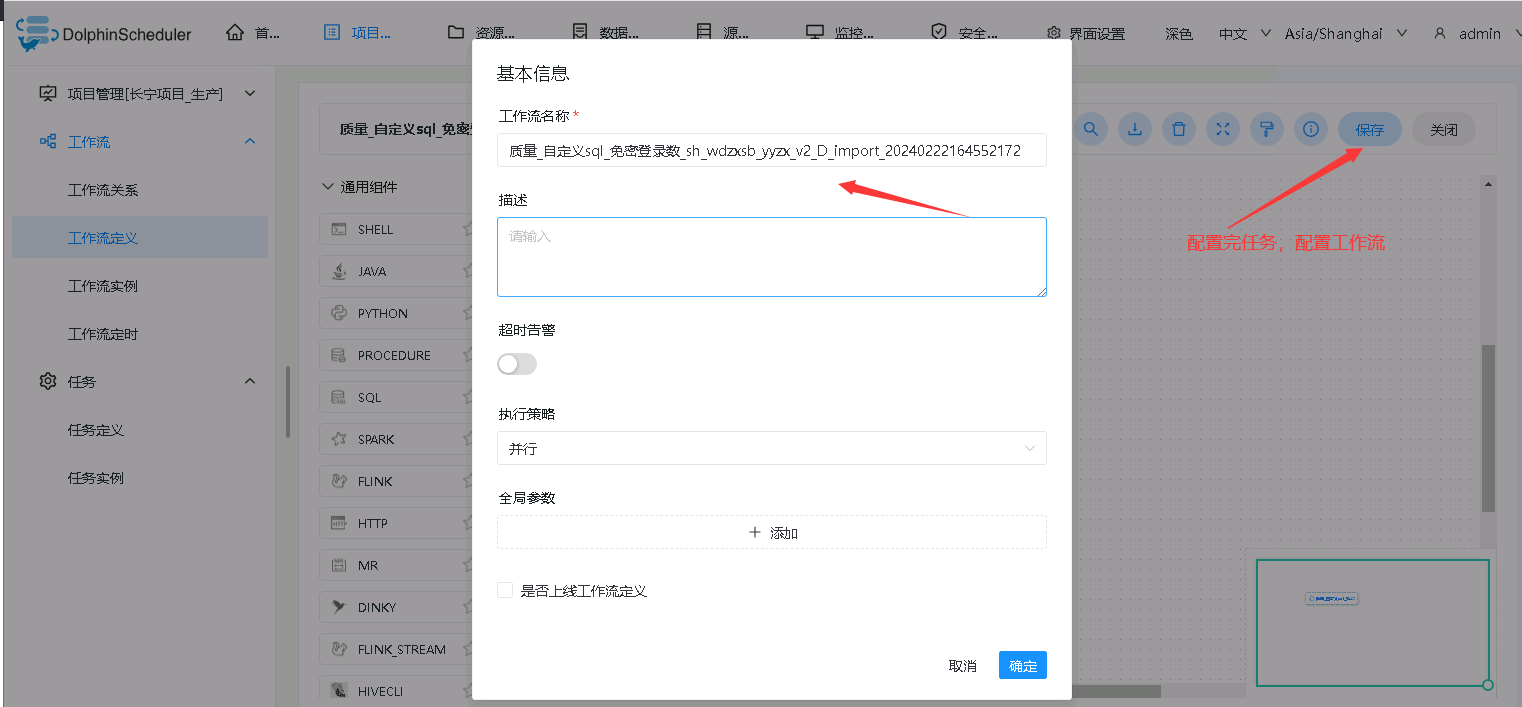 DolphinScheduler
首...
项目...
资源...
数据...
源...
监控...
安全...
界面设置
深色
中文
Asia/Shanghai
admin
项目管理[长宁项目_生产]
工作流
工作流关系
工作流定义
工作流实例
工作流定时
任务
任务定义
任务实例
质量_自定义sql_免密
保存
关闭
通用组件
SHELL
JAVA
PYTHON
PROCEDURE
SQL
SPARK
FLINK
HTTP
MR
DINKY
FLINK_STREAM
HIVECLI
基本信息
工作流名称 *
质量_自定义sql_免密登录数_sh_wdzxsb_yyzx_v2_D_import_20240222164552172
描述
请输入
超时告警
执行策略
并行
全局参数
添加
是否上线工作流定义
取消
确定
配置完任务，配置工作流